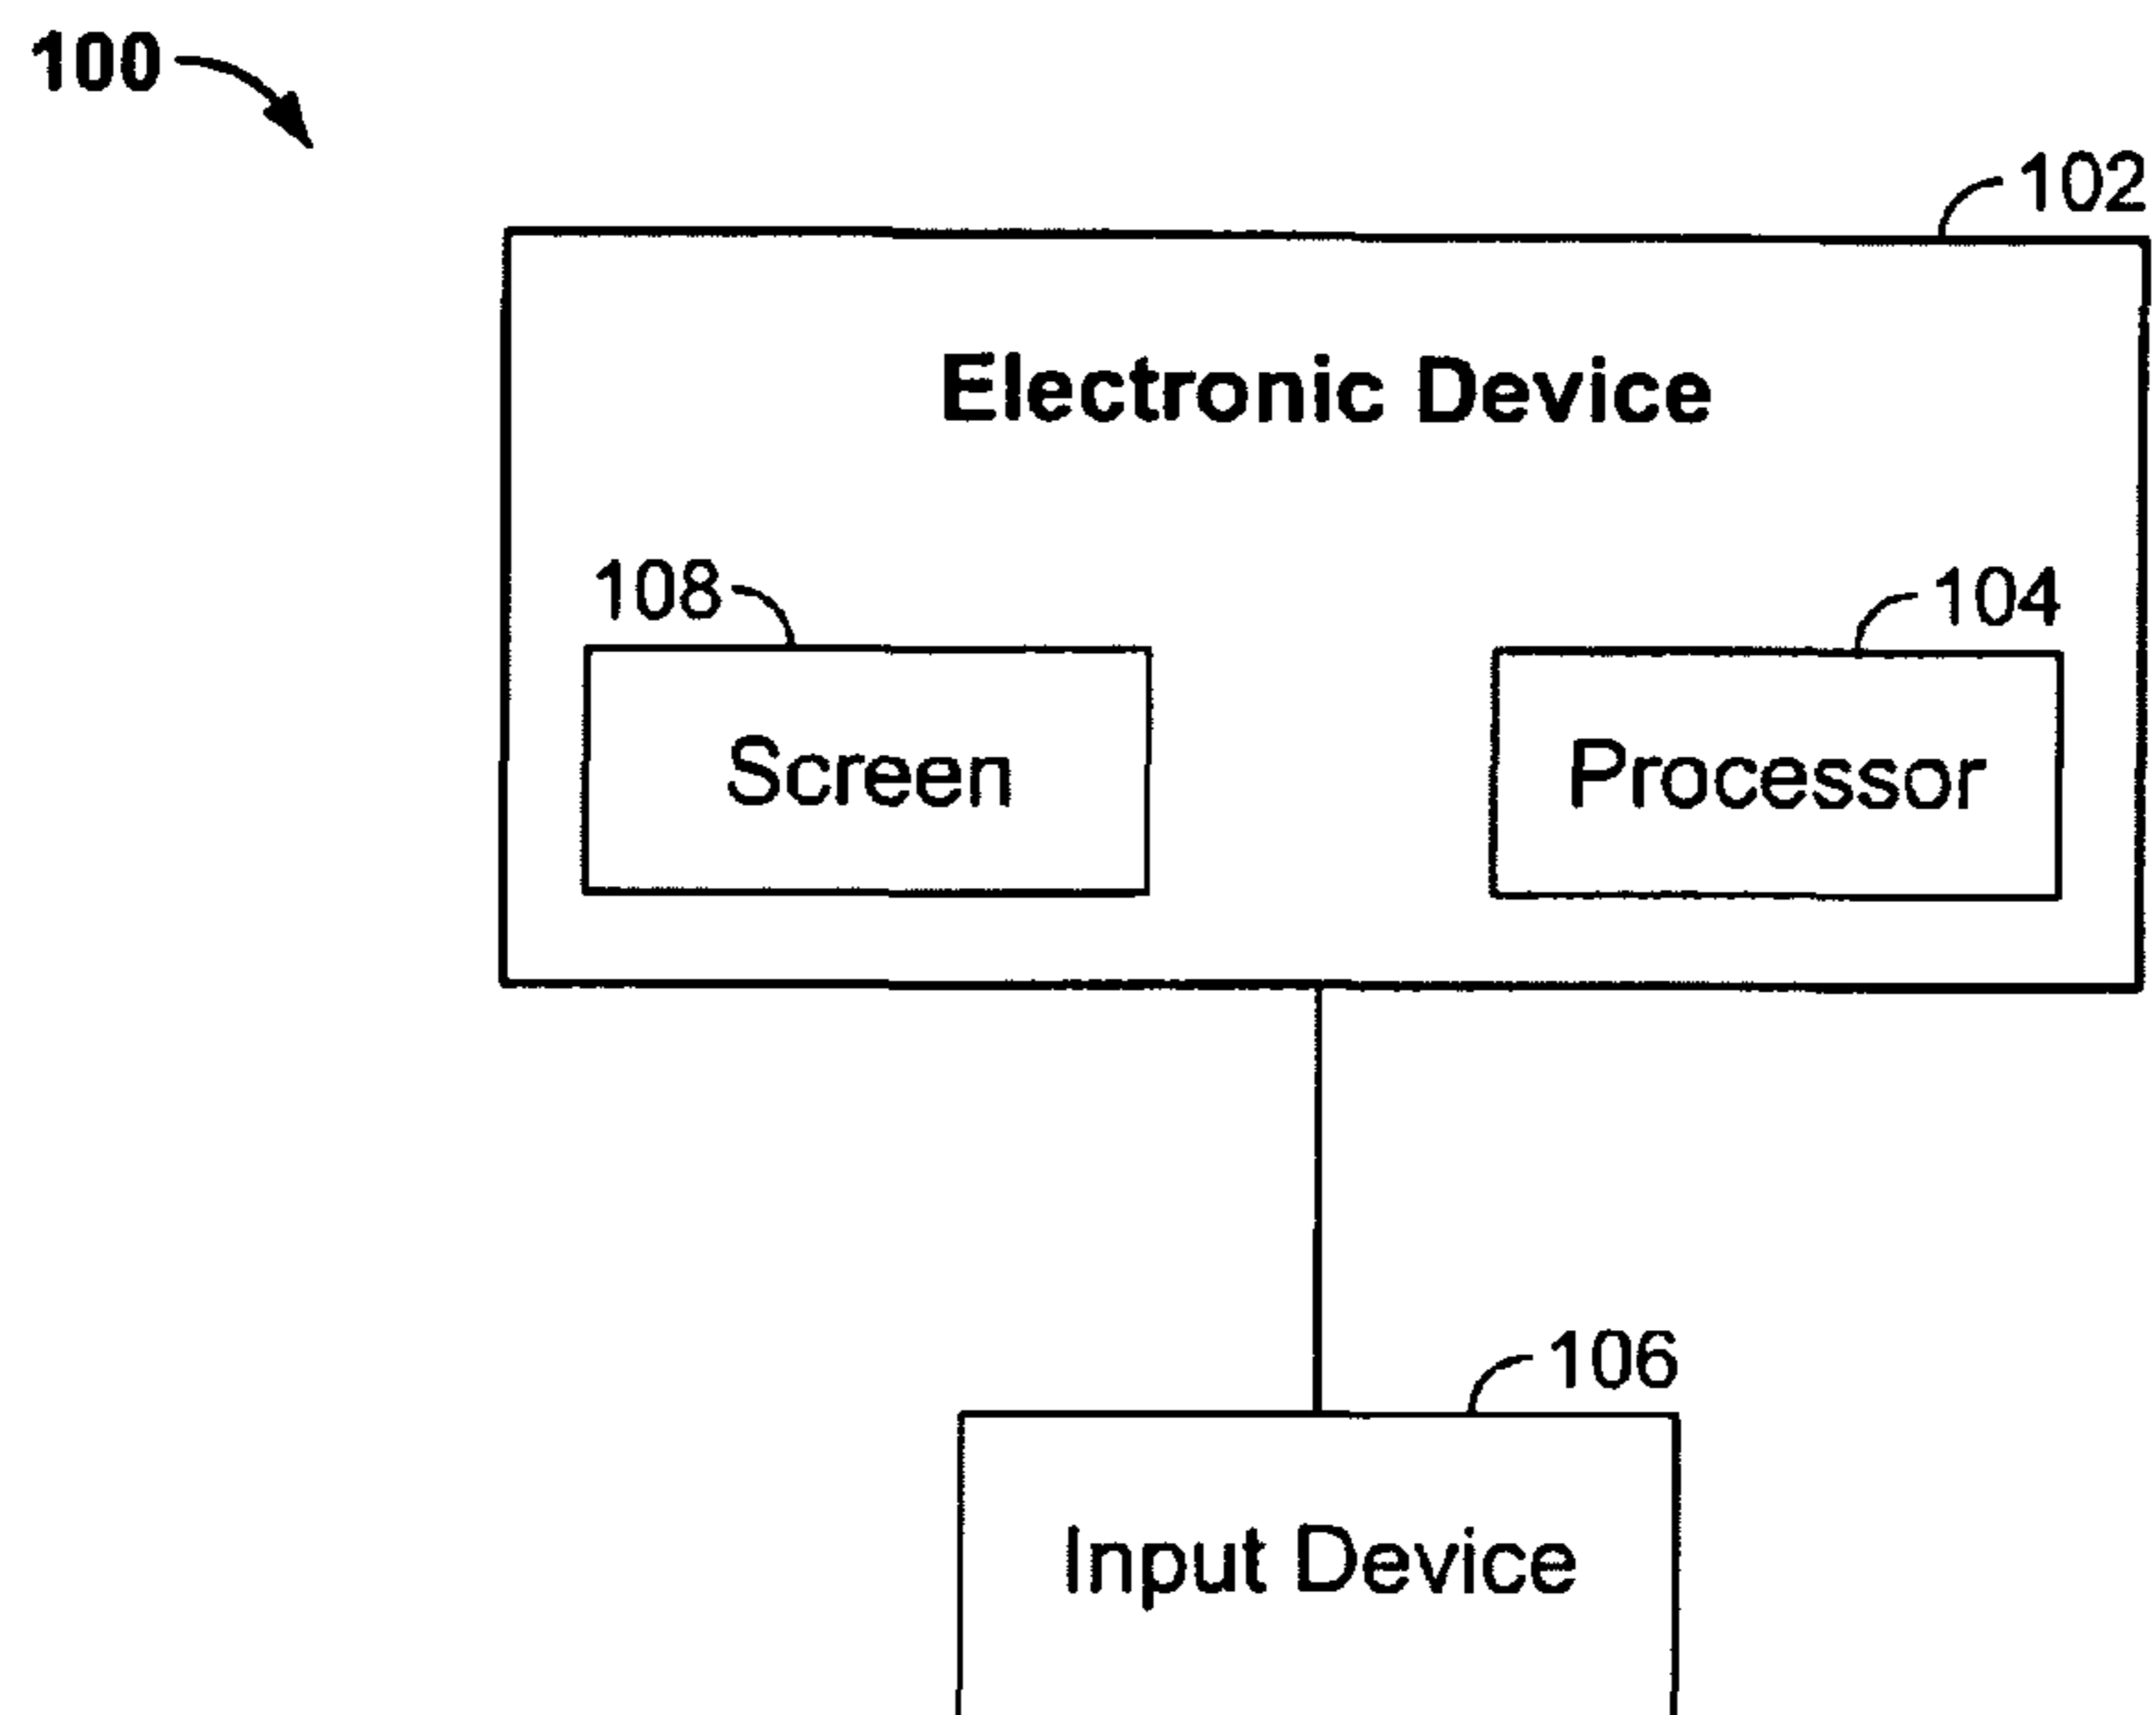 100
102
Electronic Device
108
104
Screen
Processor
106
Input Device